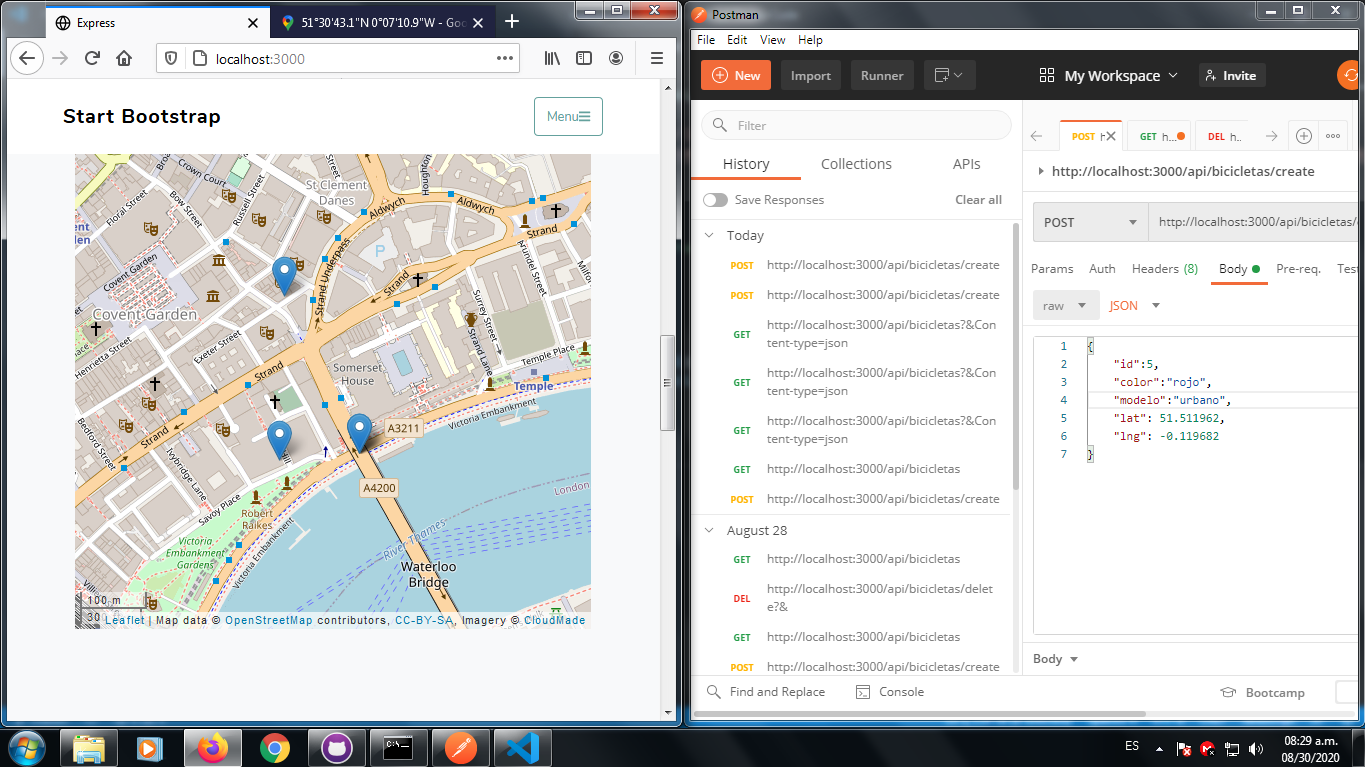 Express
51°30'43.1"N 0°07'10.9"W - Goo
localhost:3000
Start Bootstrap
Menu
Crown Court
Bow Street
Russell Street
Floral Street
Covent Garden
Covent Garden
Henrietta Street
Exeter Street
St Clement
Danes
Houghton
Aldwych
Aldwych
Strand Underpass
P
Strand
Strand
Arundel Street
Milfo
Surrey Street
Strand Lane
Temple Place
Temple
Somerset
House
Strand
Strand
Bedford Street
Ivybridge Lane
Savoy Place
A3211
Victoria Embankment
A4200
London
Robert
Raikes
Victoria
Embankment
Gardens
Victoria Embankment
River Thames
Waterloo
Bridge
100 m
30
Leaflet | Map data © OpenStreetMap contributors, CC-BY-SA, Imagery © CloudMade
Postman
File Edit View Help
New Import Runner My Workspace Invite
Filter
History Collections APIs
Save Responses Clear all
Today
POST http://localhost:3000/api/bicicletas/create
POST http://localhost:3000/api/bicicletas/create
GET http://localhost:3000/api/bicicletas?&Con
tent-type=json
GET http://localhost:3000/api/bicicletas?&Con
tent-type=json
GET http://localhost:3000/api/bicicletas?&Con
tent-type=json
GET http://localhost:3000/api/bicicletas
POST http://localhost:3000/api/bicicletas/create
August 28
GET http://localhost:3000/api/bicicletas
DEL http://localhost:3000/api/bicicletas/delet
e?&
GET http://localhost:3000/api/bicicletas
POST http://localhost:3000/api/bicicletas/create
Find and Replace Console
POST h GET h... DEL h..
http://localhost:3000/api/bicicletas/create
POST http://localhost:3000/api/bicicletas/
Params Auth Headers (8) Body Pre-req. Test
raw JSON
1 {
2 "id":5,
3 "color":"rojo",
4 "modelo":"urbano",
5 "lat": 51.511962,
6 "lng": -0.119682
7 }
Body
Bootcamp
ES
08:29 a.m.
08/30/2020